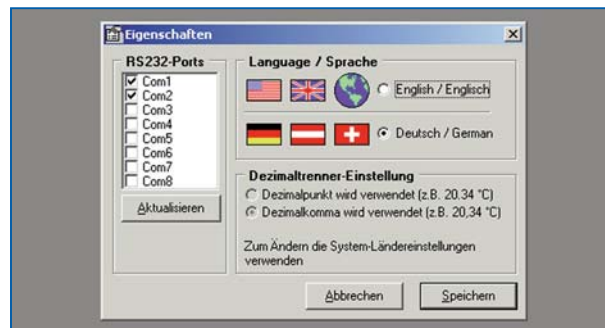 Eigenschaften
RS232-Ports
Com1
Com2
Com3
Com4
Com5
Com6
Com7
Com8
Aktualisieren
Language / Sprache
English / Englisch
Deutsch / German
Dezimaltrenner-Einstellung
Dezimalpunkt wird verwendet (z.B. 20.34 °C)
Dezimalkomma wird verwendet (z.B. 20,34 °C)
Zum Ändern die System-Ländereinstellungen
verwenden
Abbrechen
Speichern